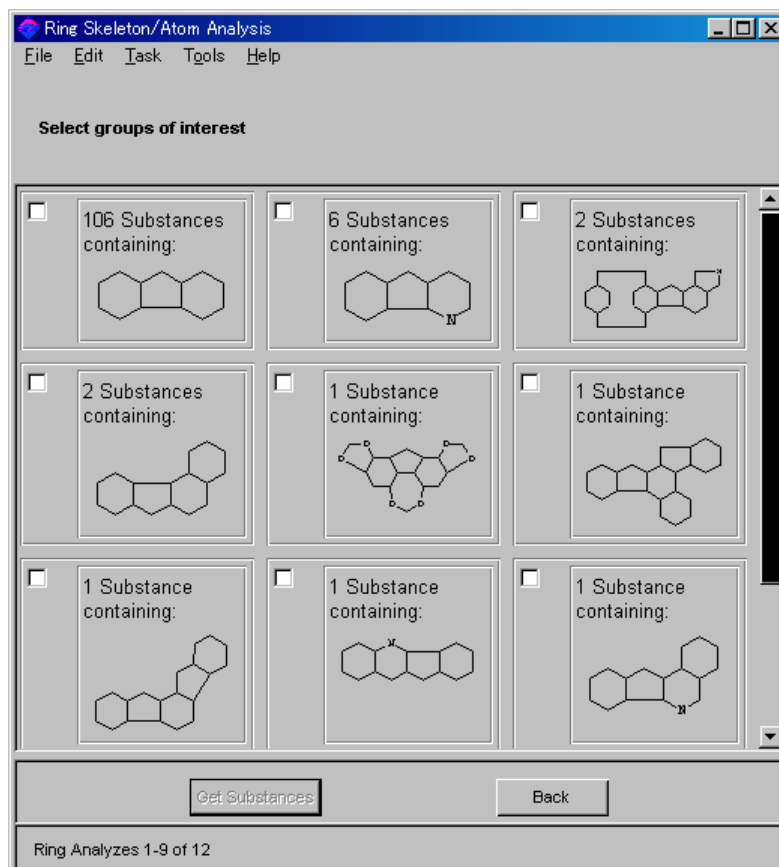 Ring Skeleton/Atom Analysis
File Edit Task Tools Help
Select groups of interest
106 Substances
containing:
6 Substances
containing:
N
2 Substances
containing:
N
2 Substances
containing:
1 Substance
containing:
O O
O O
O O
1 Substance
containing:
1 Substance
containing:
1 Substance
containing:
N
1 Substance
containing:
N
Get Substances
Back
Ring Analyzes 1-9 of 12